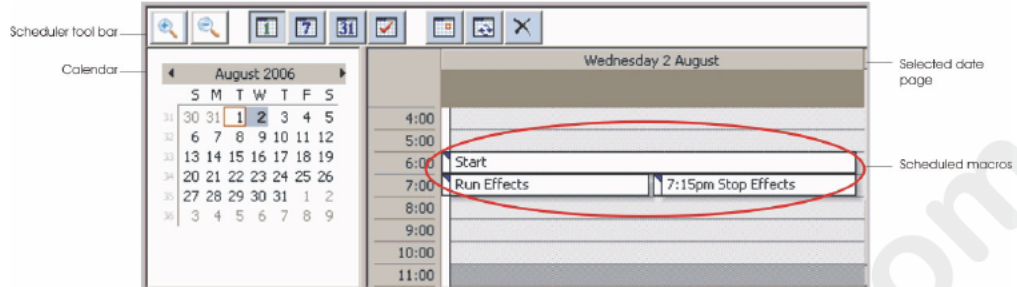 Scheduler tool bar
1 7 31
Calendar
August 2006
S M T W T F S
31 30 31 1 2 3 4 5
32 6 7 8 9 10 11 12
33 13 14 15 16 17 18 19
34 20 21 22 23 24 25 26
35 27 28 29 30 31 1 2
36 3 4 5 6 7 8 9
Wednesday 2 August
Selected date
page
4:00
5:00
6:00 Start
Scheduled macros
7:00 Run Effects 7:15pm Stop Effects
8:00
9:00
10:00
11:00
om